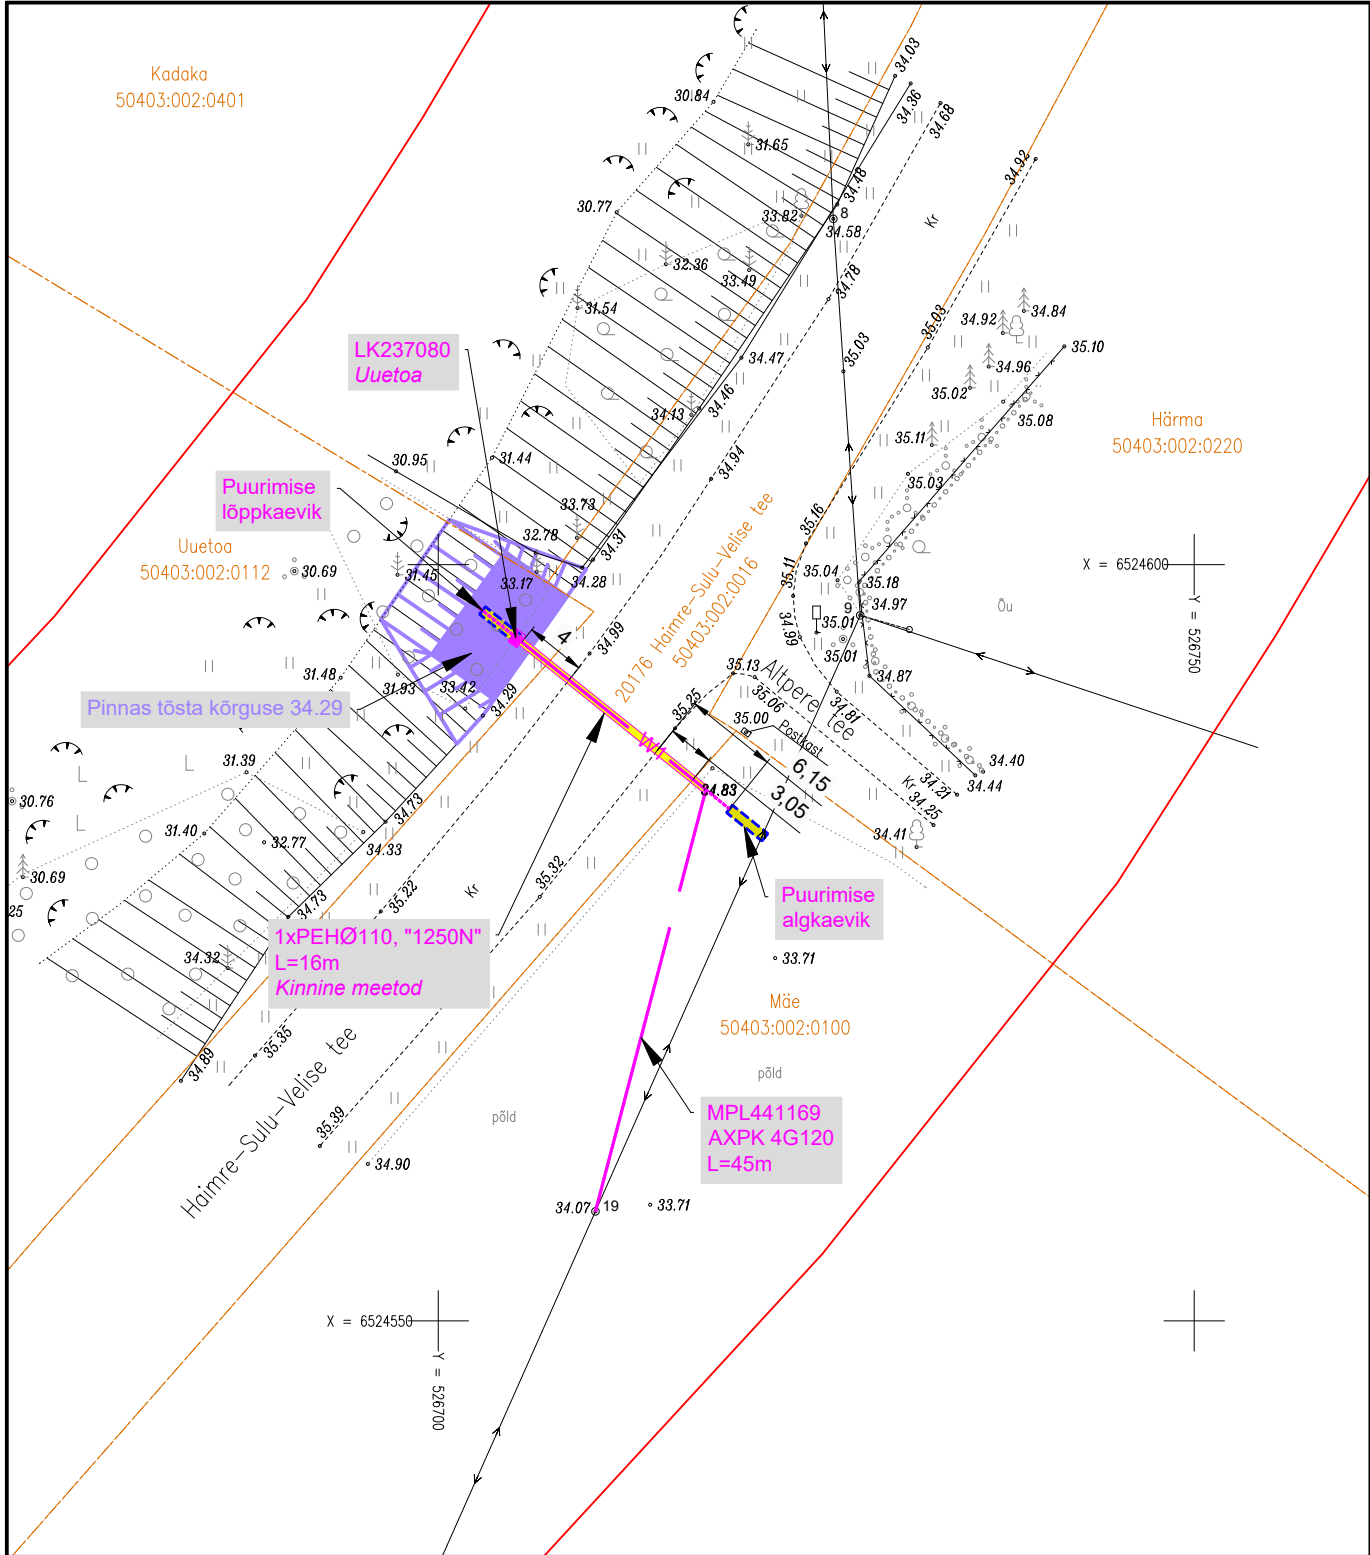 Kadaka
50403:002:0401
34.03
30.84
34.36
34.68
31.65
34.92
34.48
30.77
33.82
8
34.58
Kr
32.36
33.49
34.78
31.54
34.92
34.84
35.03
LK237080
Uuetoa
34.47
35.03
35.10
34.96
35.02
34.46
34.13
35.08
Härma
50403:002:0220
35.11
30.95
31.44
34.94
35.03
Puurimise
lõppkaevik
33.73
35.16
32.78
34.31
Uuetoa
50403:002:0112
30.69
31.45
33.17
34.28
35.11
35.04
35.18
X = 6524600
20176 Haimre-Sulu-Velise tee
50403:002:0016
9
34.97
Õu
35.01
34.99
4
34.99
35.01
Y = 526750
35.13
Altpere tee
34.87
31.48
31.93
33.42
34.29
35.06
Pinnas tõsta kõrguse 34.29
35.25
34.81
35.00
Postkast
W1
6,15
31.39
L
L
L
34.83
3,05
Kr
34.21
34.40
34.44
30.76
34.73
34.25
31.40
32.77
34.33
34.41
30.69
35.32
25
34.73
35.22
Kr
Puurimise
algkaevik
1xPEHØ110, "1250N"
L=16m
Kinnine meetod
34.32
33.71
Mäe
50403:002:0100
35.35
34.89
põld
Haimre-Sulu-Velise tee
35.39
põld
MPL441169
AXPK 4G120
L=45m
34.90
34.07
19
33.71
X = 6524550
Y = 526700